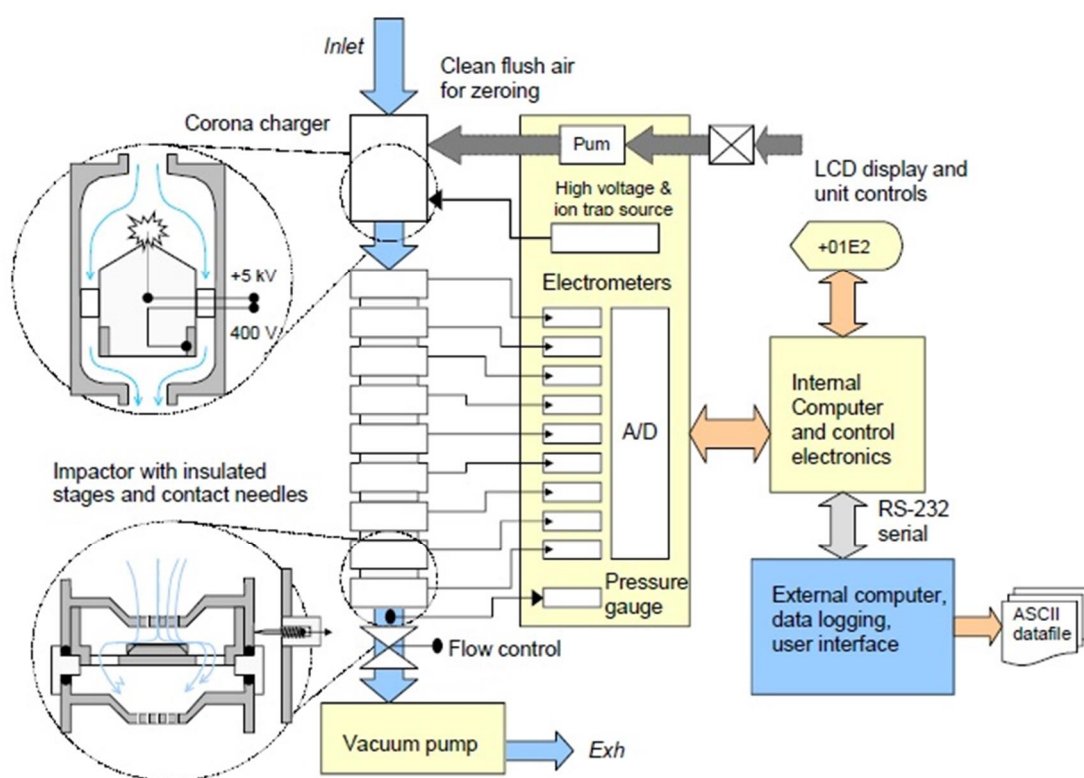 Inlet
Clean flush air
for zeroing
Corona charger
Pum
LCD display and
unit controls
High voltage &
ion trap source
+01E2
+5 kV
400 V
Electrometers
A/D
Internal
Computer
and control
electronics
Impactor with insulated
stages and contact needles
RS-232
serial
Pressure
gauge
External computer,
data logging,
user interface
ASCII
datafile
Flow control
Vacuum pump
Exh